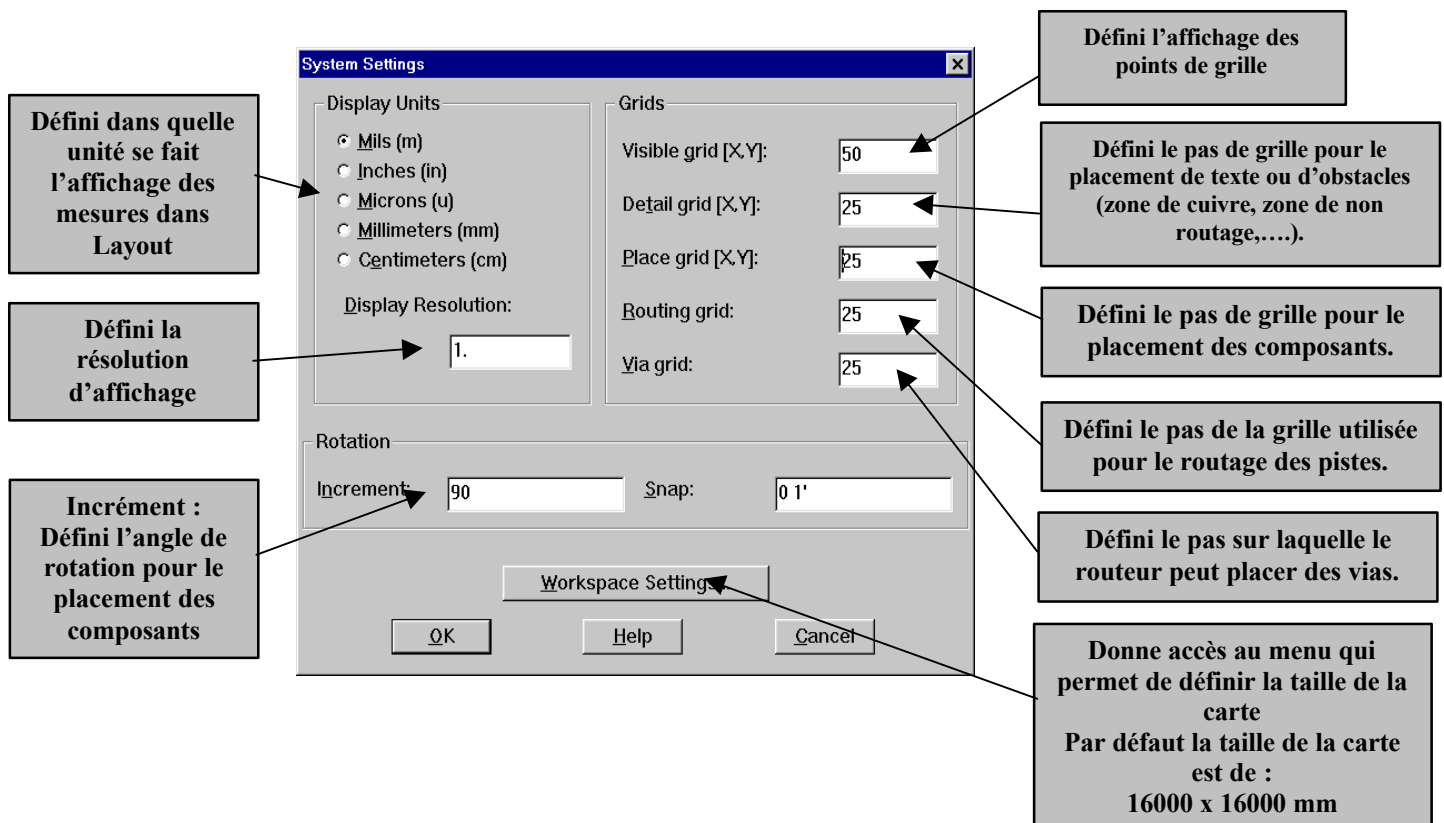 Défini l’affichage des
points de grille
System Settings
Défini dans quelle
unité se fait
l’affichage des
mesures dans
Layout
Display Units
Mils (m)
Inches (in)
Microns (u)
Millimeters (mm)
Centimeters (cm)
Display Resolution:
1.
Grids
Visible grid [X,Y]:
50
Detail grid [X,Y]:
25
Place grid [X,Y]:
25
Routing grid:
25
Via grid:
25
Défini le pas de grille pour le
placement de texte ou d’obstacles
(zone de cuivre, zone de non
routage,….).
Défini le pas de grille pour le
placement des composants.
Défini la
résolution
d’affichage
Défini le pas de la grille utilisée
pour le routage des pistes.
Rotation
Increment:
90
Snap:
0 1'
Incrément :
Défini l’angle de
rotation pour le
placement des
composants
Défini le pas sur laquelle le
routeur peut placer des vias.
Workspace Settings
OK
Help
Cancel
Donne accès au menu qui
permet de définir la taille de la
carte
Par défaut la taille de la carte
est de :
16000 x 16000 mm